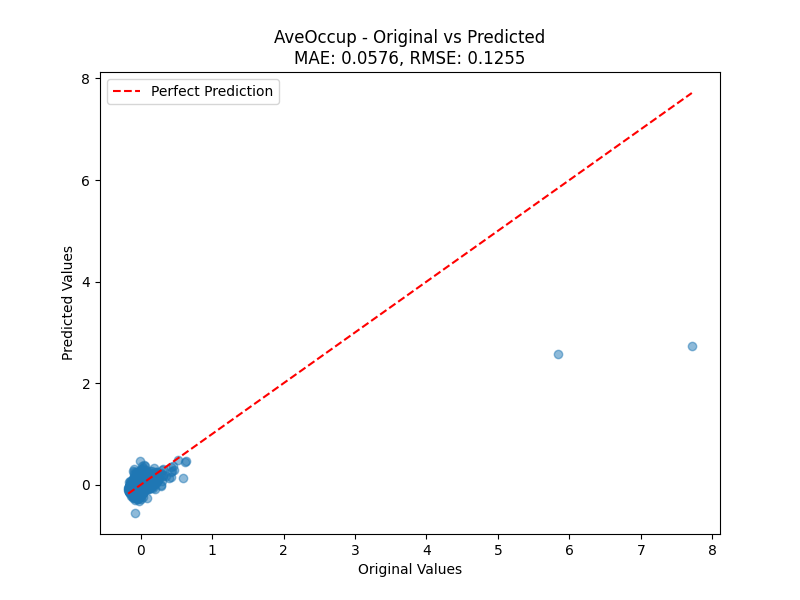 AveOccup - Original vs Predicted
MAE: 0.0576, RMSE: 0.1255
Perfect Prediction
8
6
4
2
0
Predicted Values
0 1 2 3 4 5 6 7 8
Original Values